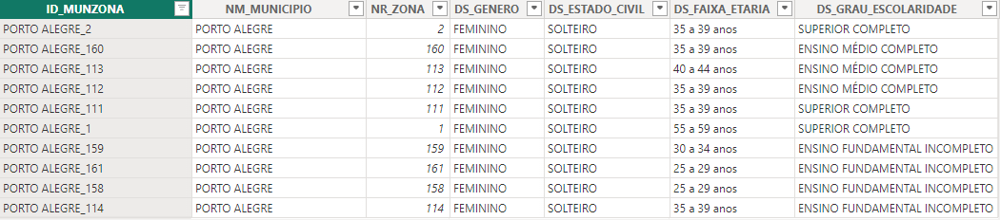 ID_MUNZONA NM_MUNICIPIO NR_ZONA DS_GENERO DS_ESTADO_CIVIL DS_FAIXA_ETARIA DS_GRAU_ESCOLARIDADE
PORTO ALEGRE_2 PORTO ALEGRE 2 FEMININO SOLTEIRO 35 a 39 anos SUPERIOR COMPLETO
PORTO ALEGRE_160 PORTO ALEGRE 160 FEMININO SOLTEIRO 35 a 39 anos ENSINO MÉDIO COMPLETO
PORTO ALEGRE_113 PORTO ALEGRE 113 FEMININO SOLTEIRO 40 a 44 anos ENSINO MÉDIO COMPLETO
PORTO ALEGRE_112 PORTO ALEGRE 112 FEMININO SOLTEIRO 35 a 39 anos ENSINO MÉDIO COMPLETO
PORTO ALEGRE_111 PORTO ALEGRE 111 FEMININO SOLTEIRO 35 a 39 anos SUPERIOR COMPLETO
PORTO ALEGRE_1 PORTO ALEGRE 1 FEMININO SOLTEIRO 55 a 59 anos SUPERIOR COMPLETO
PORTO ALEGRE_159 PORTO ALEGRE 159 FEMININO SOLTEIRO 30 a 34 anos ENSINO FUNDAMENTAL INCOMPLETO
PORTO ALEGRE_161 PORTO ALEGRE 161 FEMININO SOLTEIRO 25 a 29 anos ENSINO FUNDAMENTAL INCOMPLETO
PORTO ALEGRE_158 PORTO ALEGRE 158 FEMININO SOLTEIRO 25 a 29 anos ENSINO FUNDAMENTAL INCOMPLETO
PORTO ALEGRE_114 PORTO ALEGRE 114 FEMININO SOLTEIRO 35 a 39 anos ENSINO FUNDAMENTAL INCOMPLETO